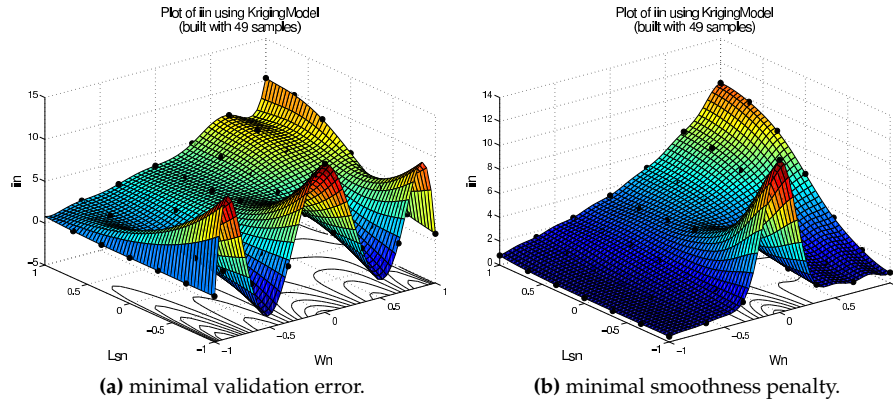 Plot of iin using KrigingModel
(built with 49 samples)
15
10
5
0
−5
iin
1
0.5
0
−0.5
−1
Lsn
−1
−0.5
0
0.5
1
Wn
(a) minimal validation error.
Plot of iin using KrigingModel
(built with 49 samples)
14
12
10
8
6
4
2
0
iin
1
0.5
0
−0.5
−1
Lsn
−1
−0.5
0
0.5
1
Wn
(b) minimal smoothness penalty.